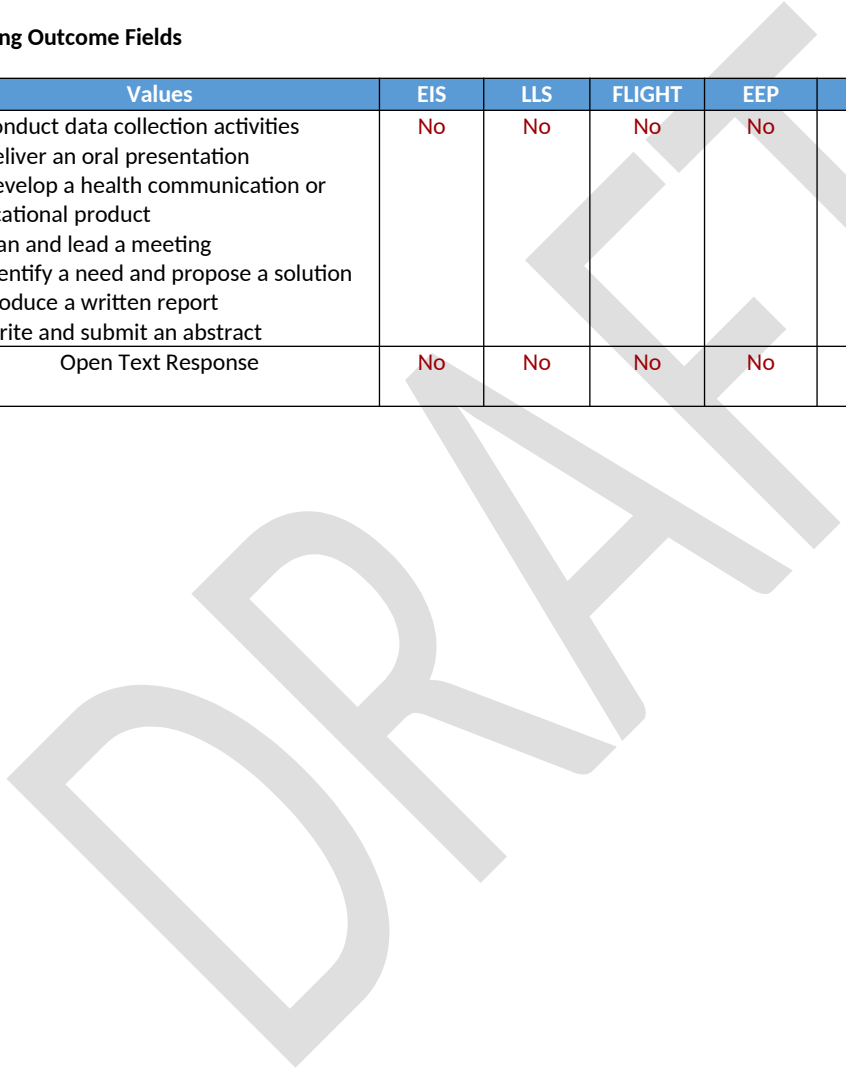 ng Outcome Fields
Values EIS LLS FLIGHT EEP
onduct data collection activities No No No No
eliver an oral presentation
evelop a health communication or
cational product
an and lead a meeting
entify a need and propose a solution
oduce a written report
rite and submit an abstract
Open Text Response No No No No
DRAFT